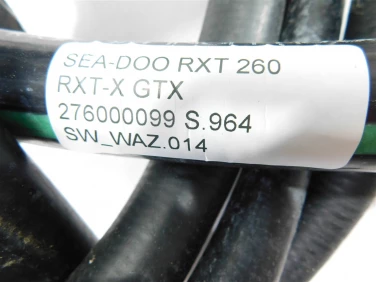 SEA-DOO RXT 260
RXT-X GTX
276000099 S.964
SW_WAZ.014